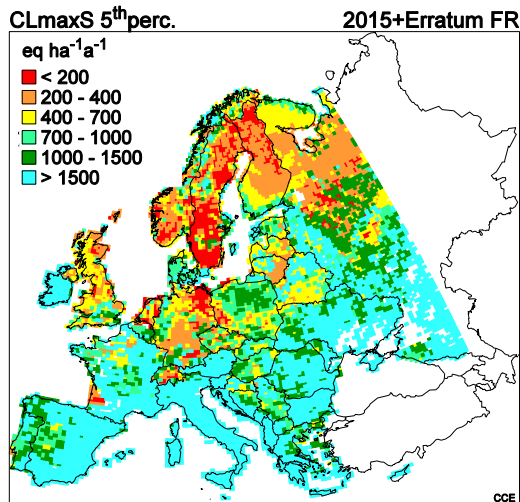 CLmaxS 5thperc. 2015+Erratum FR
eq ha-1a-1
< 200
200 - 400
400 - 700
700 - 1000
1000 - 1500
> 1500
CCE